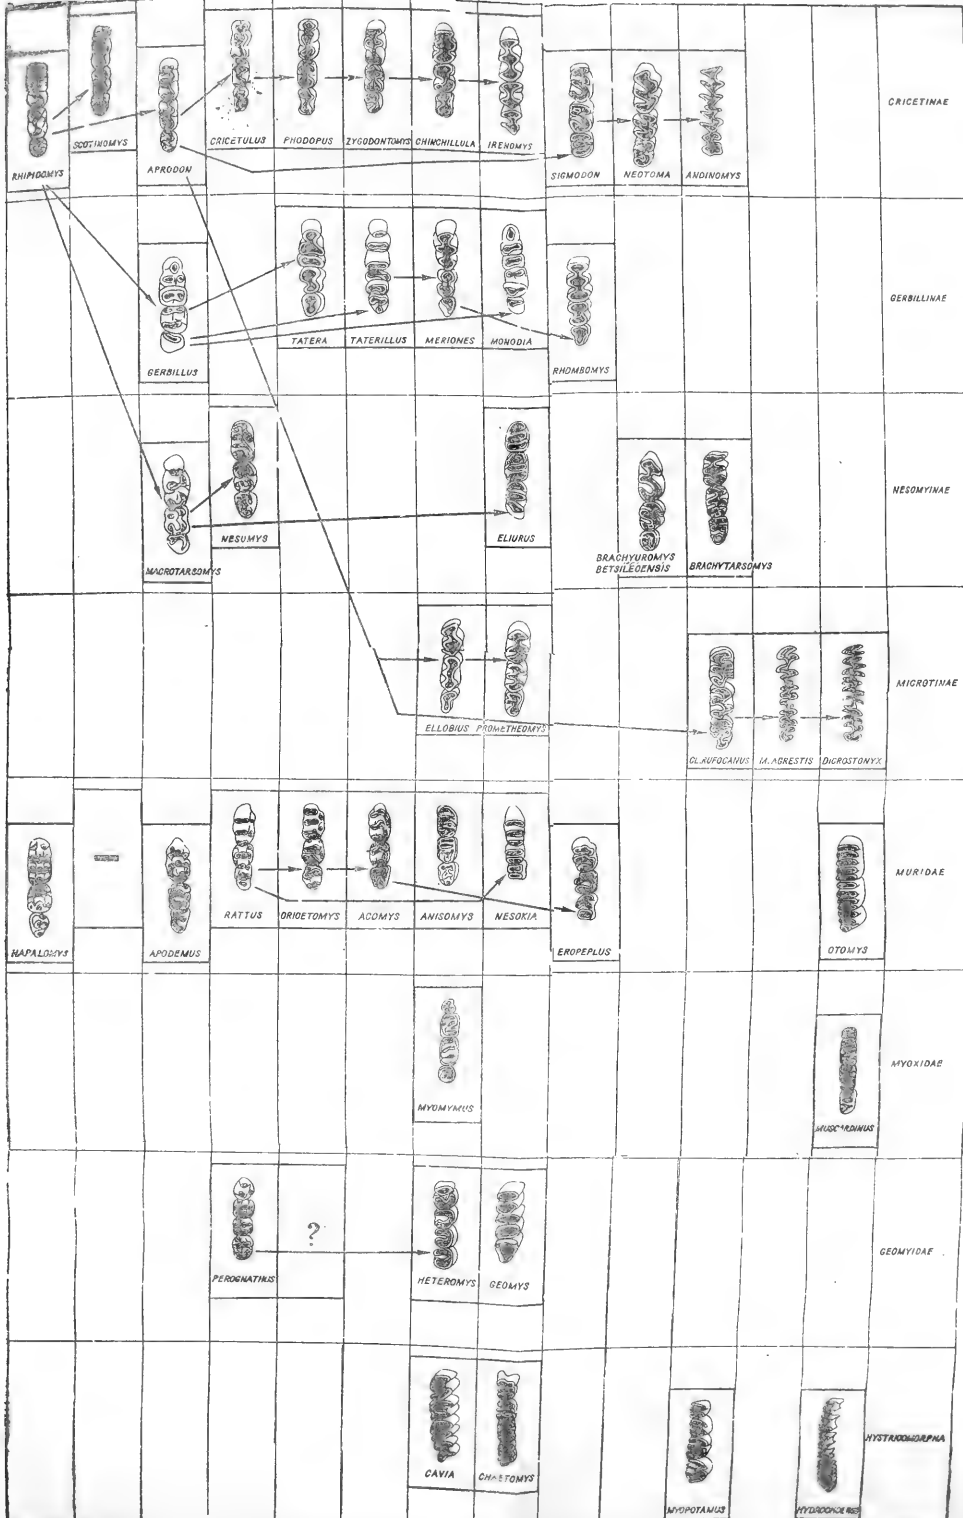 SCOTINOMYS
CRICETULUS
PHODOPUS
ZYGODONTOMYS
CHINCHILLULA
IRENOMYS
CRICETINAE
RHIPIDOMYS
APRODON
SIGMODON
NEOTOMA
ANDINOMYS
GERBILLINAE
TATERA
TATERILLUS
MERIONES
MONODIA
GERBILLUS
RHOMBOMYS
NESOMYINAE
NESUMYS
ELIURUS
BRACHYUROMYS
BETSILEOENSIS
BRACHYTARSOMYS
MACROTARSOMYS
MICROTINAE
ELLOBIUS
PROMETHEOMYS
CL.RUFOCANUS
M.AGRESTIS
DICROSTONYX
MURIDAE
RATTUS
CRICETOMYS
ACOMYS
ANISOMYS
NESOKIA
HAPALOMYS
APODEMUS
EROPEPLUS
OTOMYS
MYOXIDAE
MYOMYMUS
MUSCARDINUS
?
GEOMYIDAE
PEROGNATHUS
HETEROMYS
GEOMYS
HYSTRICOMORPHA
CAVIA
CHAETOMYS
MYOPOTAMUS